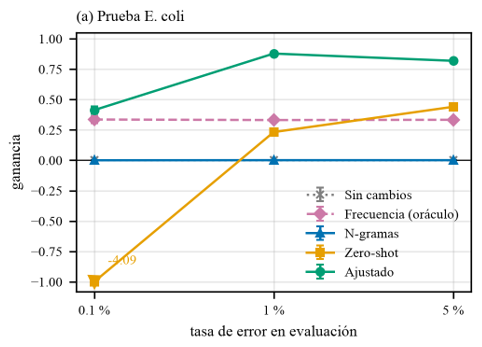 (a) Prueba E. coli
1.00
0.75
0.50
0.25
0.00
−0.25
−0.50
−0.75
−1.00
ganancia
-4.09
Sin cambios
Frecuencia (oráculo)
N-gramas
Zero-shot
Ajustado
0.1 %
1 %
5 %
tasa de error en evaluación